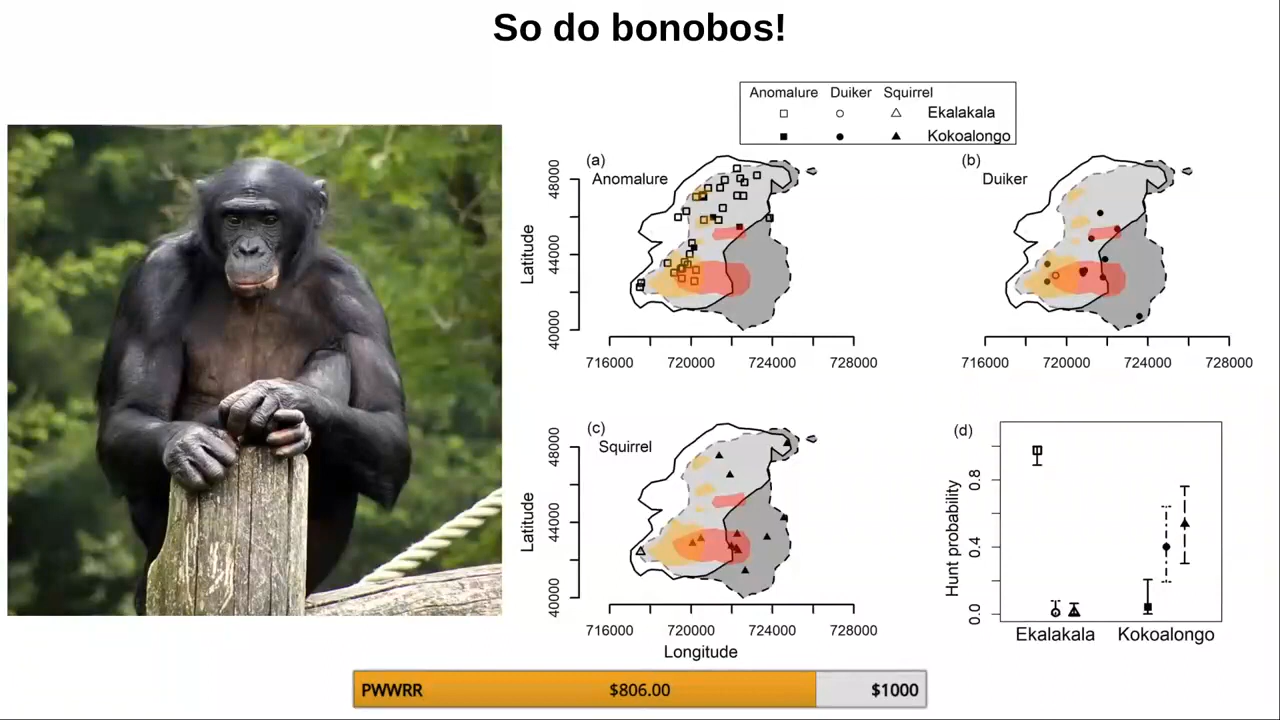 So do bonobos!
Anomalure Duiker Squirrel
Ekalakala
Kokoalongo
(a)
Anomalure
Latitude
48000
44000
40000
716000 720000 724000 728000
(b)
Duiker
716000 720000 724000 728000
(c)
Squirrel
Latitude
48000
44000
40000
716000 720000 724000 728000
Longitude
(d)
Hunt probability
0.8
0.4
0.0
Ekalakala Kokoalongo
PWWRR $806.00 $1000